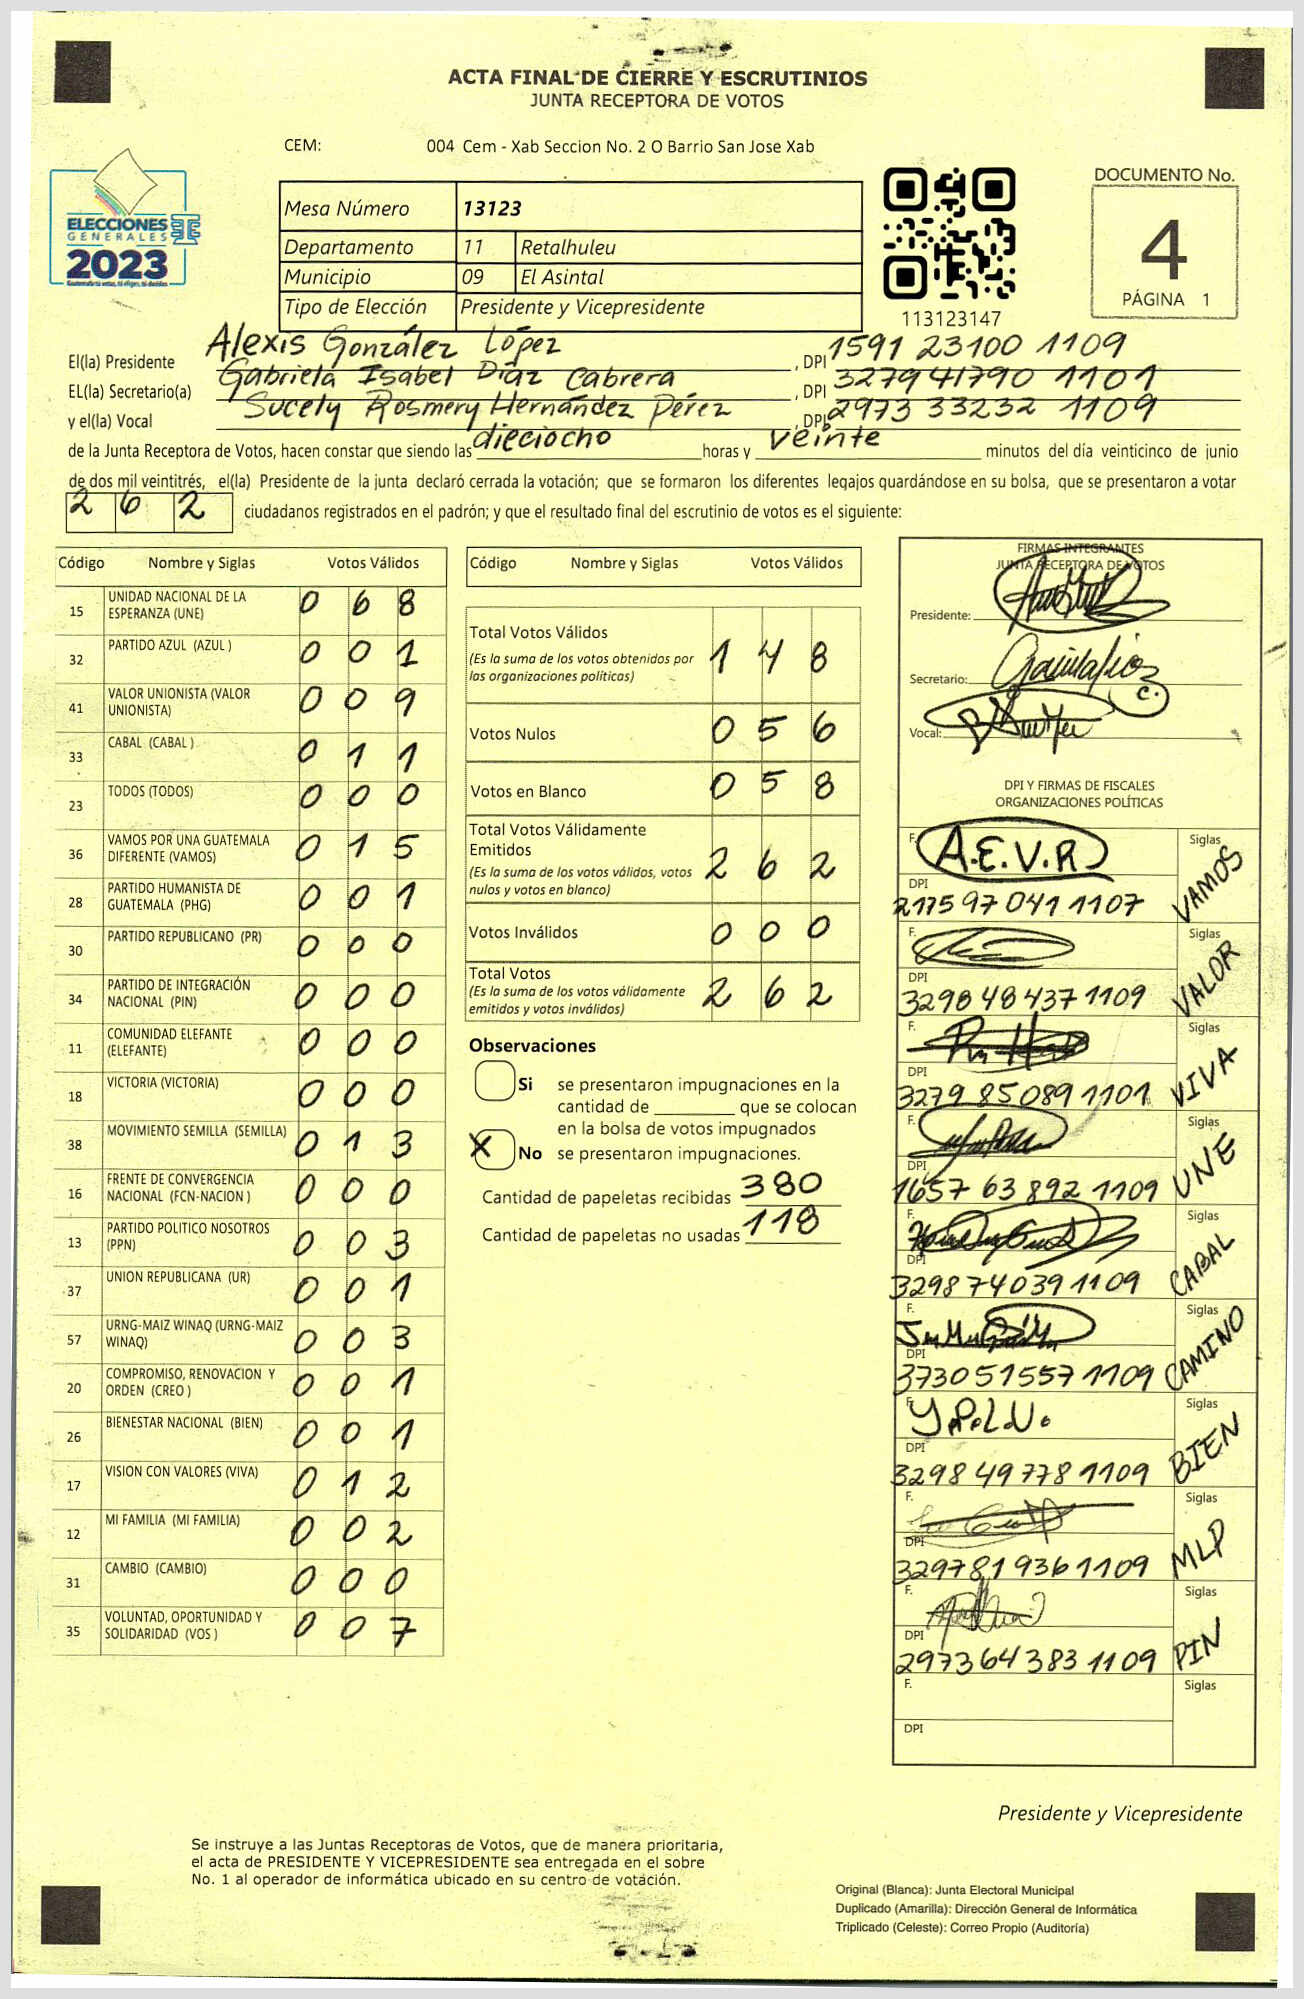 ACTA FINAL DE CIERRE Y ESCRUTINIOS
JUNTA RECEPTORA DE VOTOS
CEM: 004 Cem - Xab Seccion No. 2 O Barrio San Jose Xab
ELECCIONES
GENERALES
2023
Mesa Número 13123
Departamento 11 Retalhuleu
Municipio 09 El Asintal
Tipo de Elección Presidente y Vicepresidente
113123147
DOCUMENTO No.
4
PÁGINA 1
El(la) Presidente Alexis González López , DPI 1591 23100 1109
EL(la) Secretario(a) Gabriela Isabel Díaz Cabrera , DPI 3279 41790 1101
y el(la) Vocal Sucely Rosmery Hernández Pérez , DPI 2973 33232 1109
de la Junta Receptora de Votos, hacen constar que siendo las dieciocho horas y veinte minutos del día veinticinco de junio
de dos mil veintitrés, el(la) Presidente de la junta declaró cerrada la votación; que se formaron los diferentes legajos quardándose en su bolsa, que se presentaron a votar
2 6 2 ciudadanos registrados en el padrón; y que el resultado final del escrutinio de votos es el siguiente:
Código Nombre y Siglas Votos Válidos
15 UNIDAD NACIONAL DE LA ESPERANZA (UNE) 0 6 8
32 PARTIDO AZUL (AZUL ) 0 0 1
41 VALOR UNIONISTA (VALOR UNIONISTA) 0 0 9
33 CABAL (CABAL ) 0 1 1
23 TODOS (TODOS) 0 0 0
36 VAMOS POR UNA GUATEMALA DIFERENTE (VAMOS) 0 1 5
28 PARTIDO HUMANISTA DE GUATEMALA (PHG) 0 0 1
30 PARTIDO REPUBLICANO (PR) 0 0 0
34 PARTIDO DE INTEGRACIÓN NACIONAL (PIN) 0 0 0
11 COMUNIDAD ELEFANTE (ELEFANTE) 0 0 0
18 VICTORIA (VICTORIA) 0 0 0
38 MOVIMIENTO SEMILLA (SEMILLA) 0 1 3
16 FRENTE DE CONVERGENCIA NACIONAL (FCN-NACION ) 0 0 0
13 PARTIDO POLITICO NOSOTROS (PPN) 0 0 3
37 UNION REPUBLICANA (UR) 0 0 1
57 URNG-MAIZ WINAQ (URNG-MAIZ WINAQ) 0 0 3
20 COMPROMISO, RENOVACION Y ORDEN (CREO ) 0 0 1
26 BIENESTAR NACIONAL (BIEN) 0 0 1
17 VISION CON VALORES (VIVA) 0 1 2
12 MI FAMILIA (MI FAMILIA) 0 0 2
31 CAMBIO (CAMBIO) 0 0 0
35 VOLUNTAD, OPORTUNIDAD Y SOLIDARIDAD (VOS ) 0 0 7
Código Nombre y Siglas Votos Válidos
Total Votos Válidos 1 4 8
(Es la suma de los votos obtenidos por
las organizaciones políticas)
Votos Nulos 0 5 6
Votos en Blanco 0 5 8
Total Votos Válidamente
Emitidos 2 6 2
(Es la suma de los votos válidos, votos
nulos y votos en blanco)
Votos Inválidos 0 0 0
Total Votos 2 6 2
(Es la suma de los votos válidamente
emitidos y votos inválidos)
Observaciones
Si se presentaron impugnaciones en la
cantidad de ________ que se colocan
en la bolsa de votos impugnados
X No se presentaron impugnaciones.
Cantidad de papeletas recibidas 380
Cantidad de papeletas no usadas 118
FIRMAS INTEGRANTES
JUNTA RECEPTORA DE VOTOS
Presidente:
Secretario:
Vocal:
DPI Y FIRMAS DE FISCALES
ORGANIZACIONES POLÍTICAS
F. A.E.V.R Siglas VAMOS
DPI 2175 97 041 1107
F. Siglas VALOR
DPI 3298 48 437 1109
F. Siglas VIVA
DPI 3279 85 089 1101
F. Siglas UNE
DPI 1657 63 892 1109
F. Siglas CABAL
DPI 3298 74 039 1109
F. Siglas CAMINO
DPI 3730 51 557 1109
F. Y.P.L.V. Siglas BIEN
DPI 3298 49 778 1109
F. Siglas MLP
DPI 3297 81 936 1109
F. Siglas PIN
DPI 2973 64 383 1109
F. Siglas
DPI
Presidente y Vicepresidente
Se instruye a las Juntas Receptoras de Votos, que de manera prioritaria,
el acta de PRESIDENTE Y VICEPRESIDENTE sea entregada en el sobre
No. 1 al operador de informática ubicado en su centro de votación.
Original (Blanca): Junta Electoral Municipal
Duplicado (Amarilla): Dirección General de Informática
Triplicado (Celeste): Correo Propio (Auditoría)